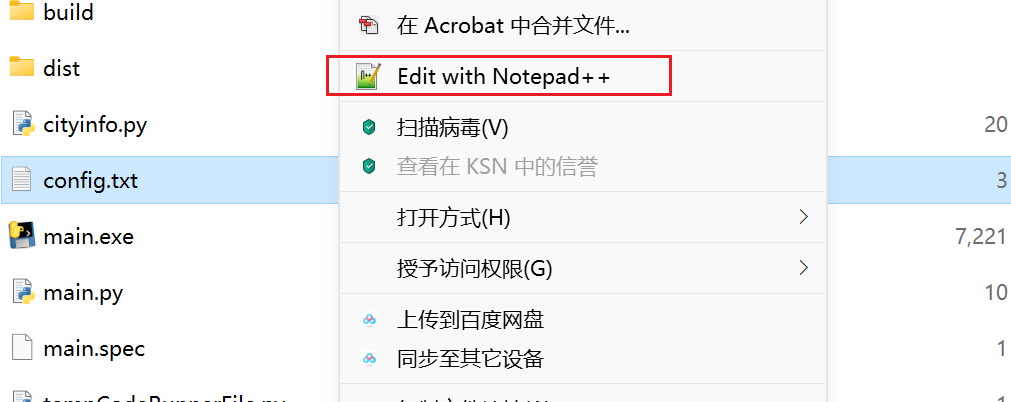 build
dist
cityinfo.py
config.txt
main.exe
main.py
main.spec
在 Acrobat 中合并文件...
Edit with Notepad++
扫描病毒(V)
查看在 KSN 中的信誉
打开方式(H)
授予访问权限(G)
上传到百度网盘
同步至其它设备
20
3
7,221
10
1